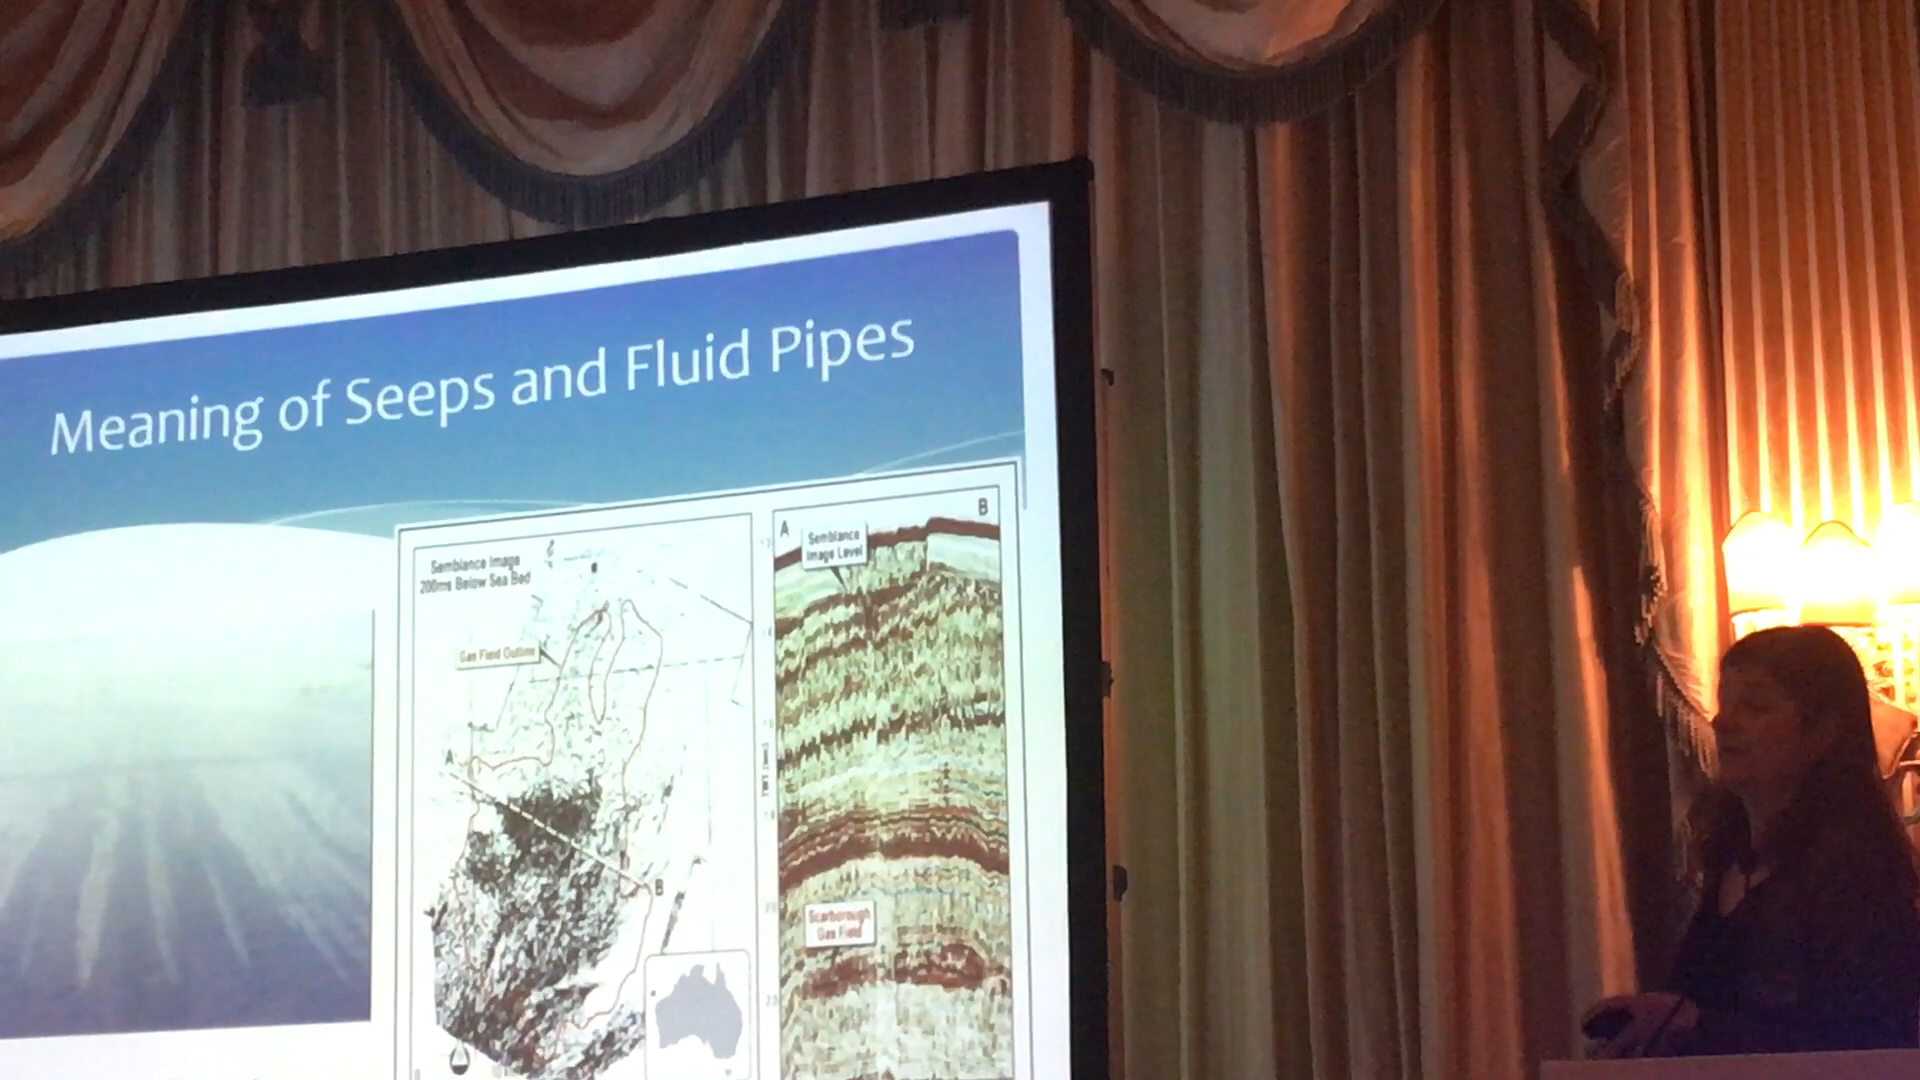 Meaning of Seeps and Fluid Pipes
Semblance Image
200ms Below Sea Bed
Gas Field Outline
A
B
A
B
Semblance
Image Level
Scarborough
Gas Field